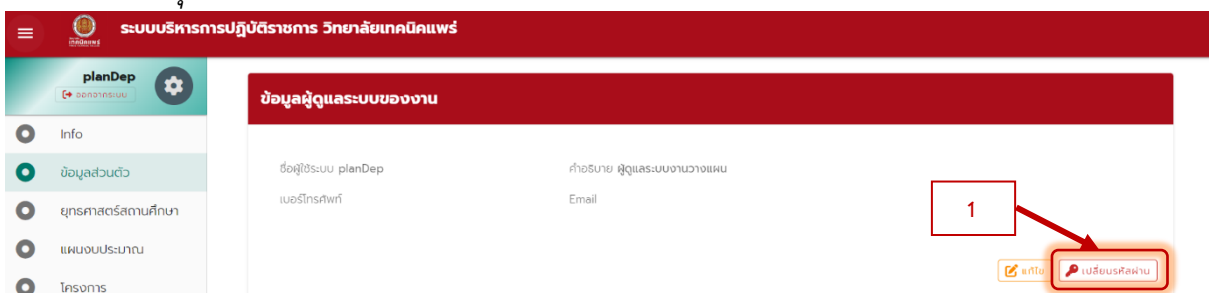 ระบบบริหารการปฏิบัติราชการ วิทยาลัยเทคนิคแพร่
planDep
ออกจากระบบ
Info
ข้อมูลส่วนตัว
ยุทธศาสตร์สถานศึกษา
แผนงบประมาณ
โครงการ
ข้อมูลผู้ดูแลระบบของงาน
ชื่อผู้ใช้ระบบ planDep
คำอธิบาย ผู้ดูแลระบบงานวางแผน
เบอร์โทรศัพท์
Email
1
แก้ไข
เปลี่ยนรหัสผ่าน